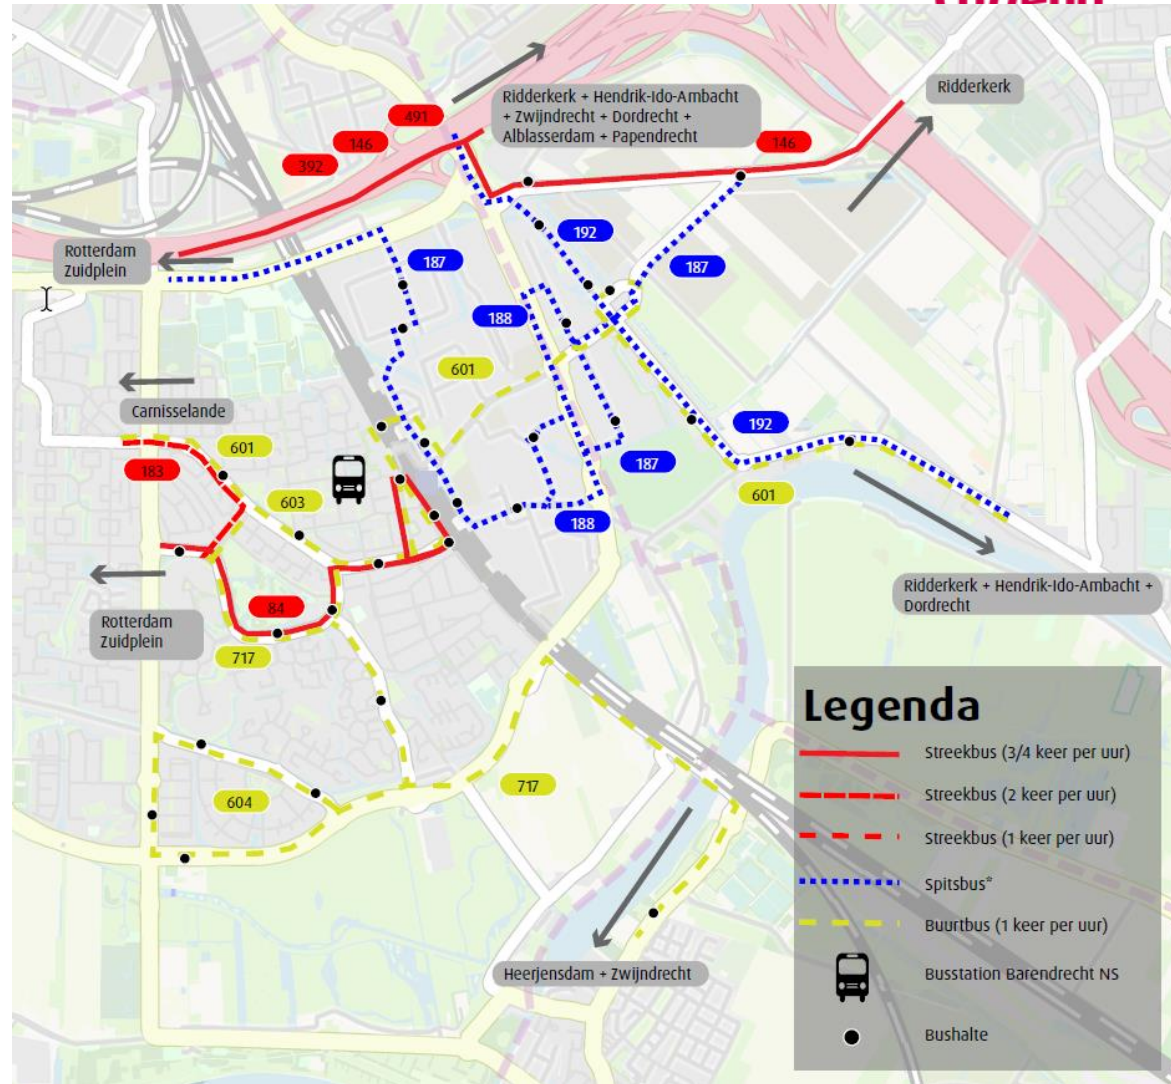 491
146
392
Ridderkerk + Hendrik-Ido-Ambacht
+ Zwijndrecht + Dordrecht +
Alblasserdam + Papendrecht
Ridderkerk
146
Rotterdam
Zuidplein
187
192
187
188
601
Carnisselande
601
183
603
192
187
601
188
Ridderkerk + Hendrik-Ido-Ambacht +
Dordrecht
84
Rotterdam
Zuidplein
717
717
604
Heerjensdam + Zwijndrecht
Legenda
Streekbus (3/4 keer per uur)
Streekbus (2 keer per uur)
Streekbus (1 keer per uur)
Spitsbus*
Buurtbus (1 keer per uur)
Busstation Barendrecht NS
Bushalte